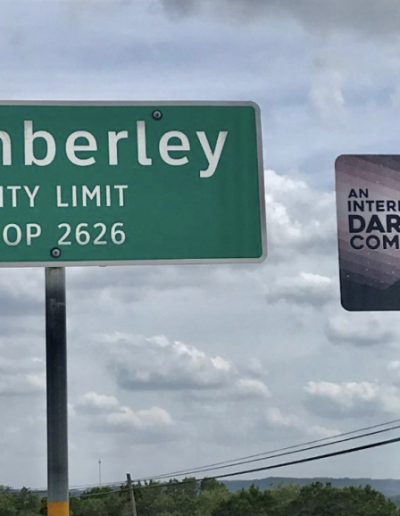 mberley
ITY LIMIT
OP 2626
AN
INTER
DAR
COM